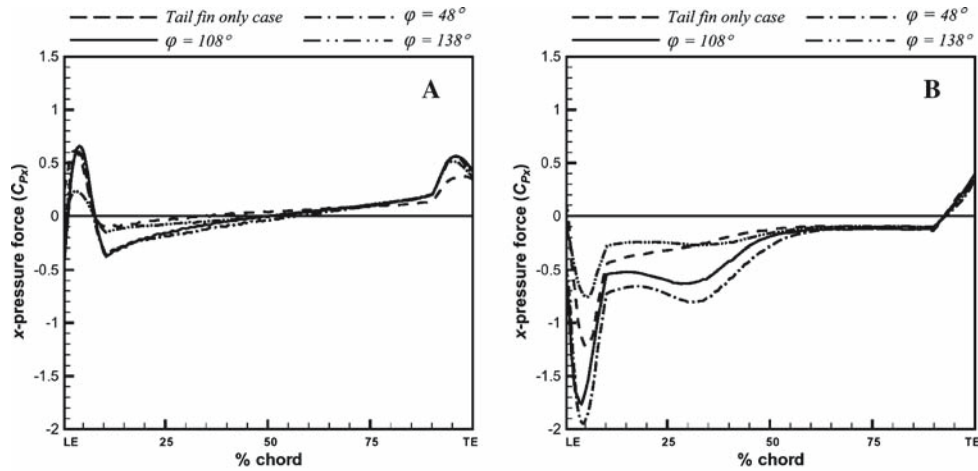 Tail fin only case
φ = 48°
φ = 108°
φ = 138°
A
x-pressure force (CPx)
1.5
1
0.5
0
-0.5
-1
-1.5
-2
LE
25
50
75
TE
% chord
Tail fin only case
φ = 48°
φ = 108°
φ = 138°
B
x-pressure force (CPx)
1.5
1
0.5
0
-0.5
-1
-1.5
-2
LE
25
50
75
TE
% chord